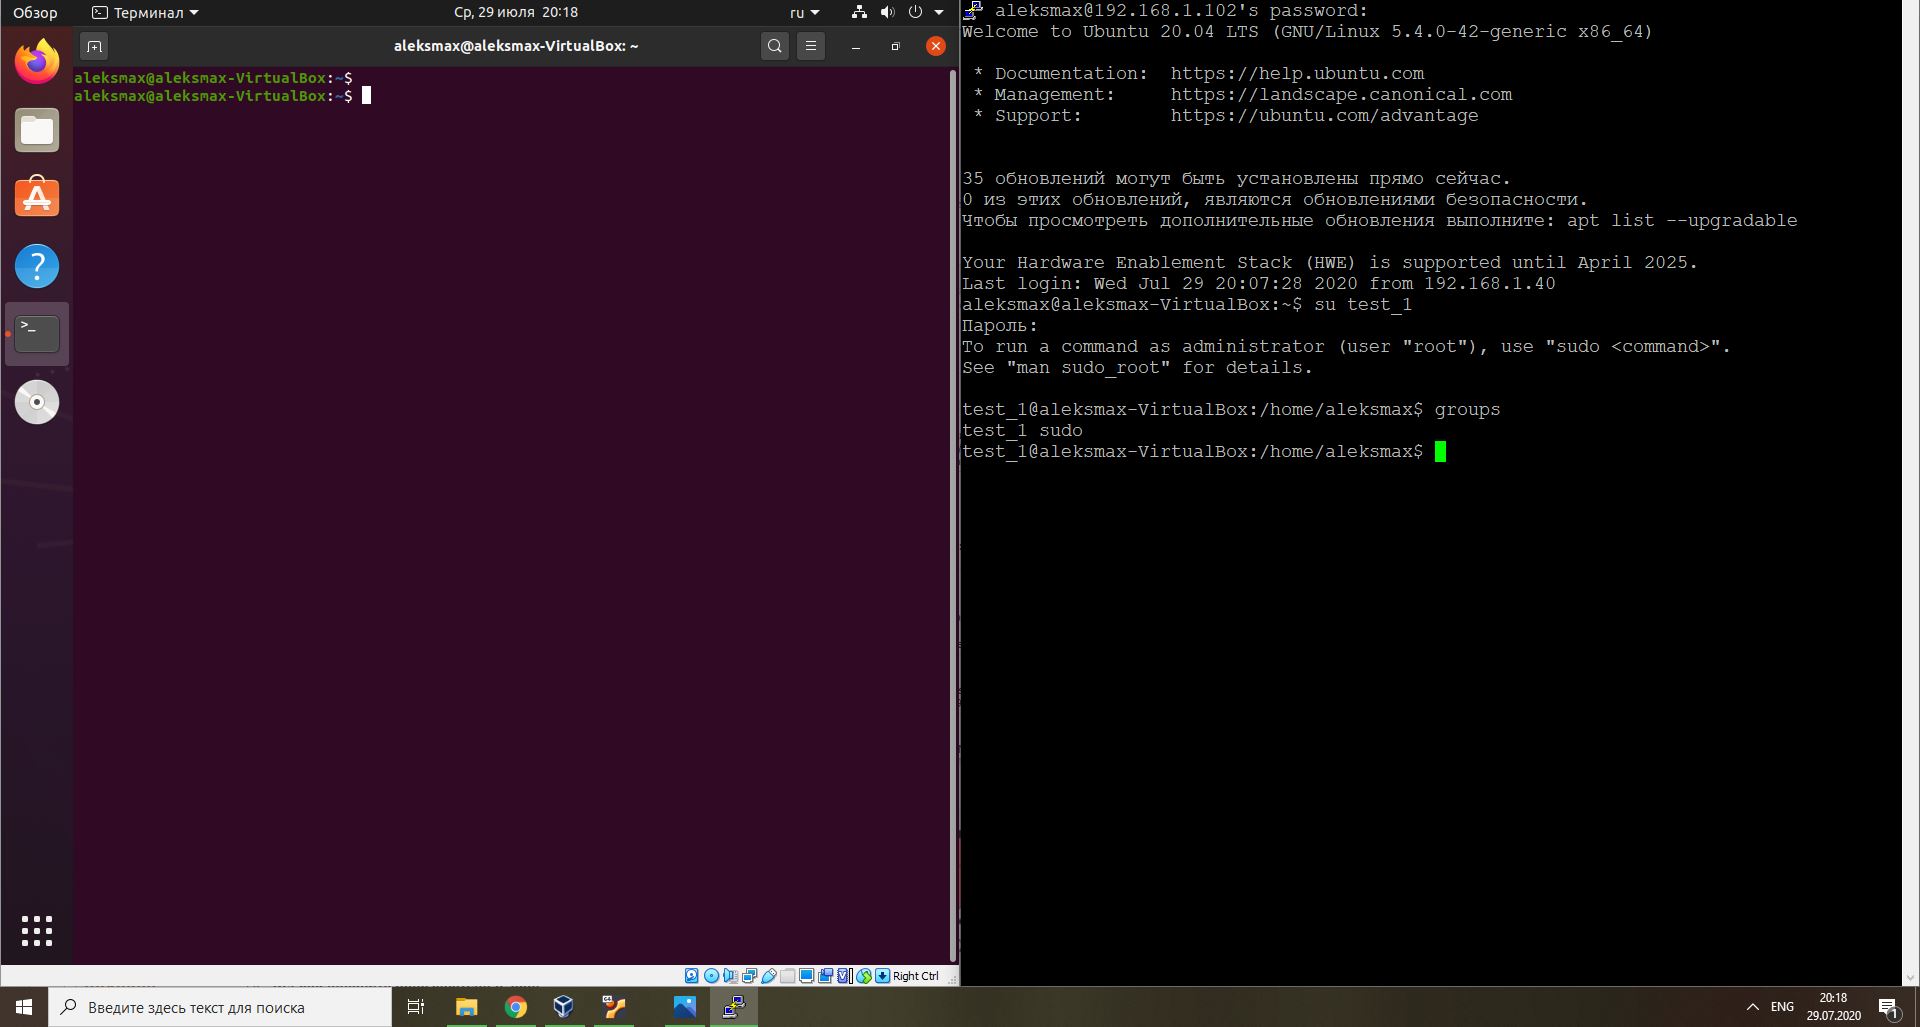 Обзор
Терминал
Ср, 29 июля 20:18
ru
aleksmax@aleksmax-VirtualBox: ~
aleksmax@aleksmax-VirtualBox:~$
aleksmax@aleksmax-VirtualBox:~$
Right Ctrl
aleksmax@192.168.1.102's password:
Welcome to Ubuntu 20.04 LTS (GNU/Linux 5.4.0-42-generic x86_64)
* Documentation: https://help.ubuntu.com
* Management: https://landscape.canonical.com
* Support: https://ubuntu.com/advantage
35 обновлений могут быть установлены прямо сейчас.
0 из этих обновлений, являются обновлениями безопасности.
Чтобы просмотреть дополнительные обновления выполните: apt list --upgradable
Your Hardware Enablement Stack (HWE) is supported until April 2025.
Last login: Wed Jul 29 20:07:28 2020 from 192.168.1.40
aleksmax@aleksmax-VirtualBox:~$ su test_1
Пароль:
To run a command as administrator (user "root"), use "sudo <command>".
See "man sudo_root" for details.
test_1@aleksmax-VirtualBox:/home/aleksmax$ groups
test_1 sudo
test_1@aleksmax-VirtualBox:/home/aleksmax$
Введите здесь текст для поиска
ENG
20:18
29.07.2020
1